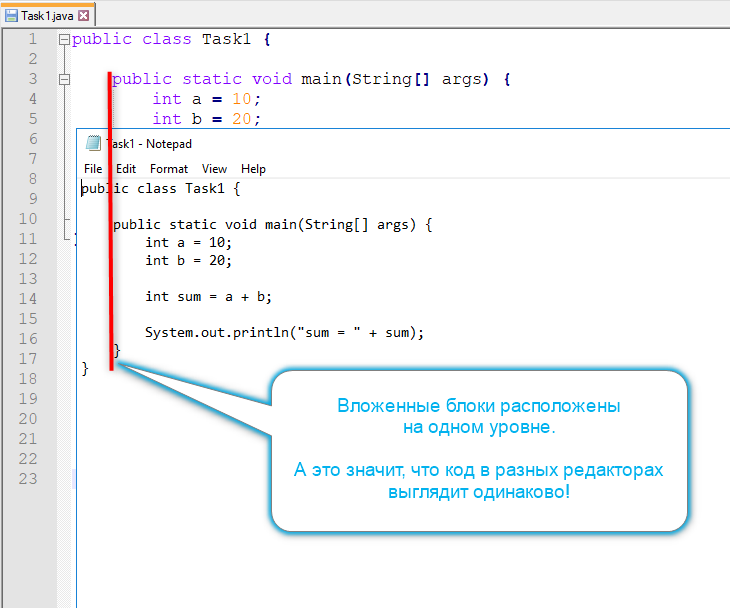 Task1.java
1 public class Task1 {
2
3 public static void main(String[] args) {
4 int a = 10;
5 int b = 20;
6
7
8
9
10
11 }
12
13
14
15
16
17
18
19
20
21
22
23
Task1 - Notepad
File Edit Format View Help
public class Task1 {
public static void main(String[] args) {
int a = 10;
int b = 20;
int sum = a + b;
System.out.println("sum = " + sum);
}
}
Вложенные блоки расположены
на одном уровне.
А это значит, что код в разных редакторах
выглядит одинаково!